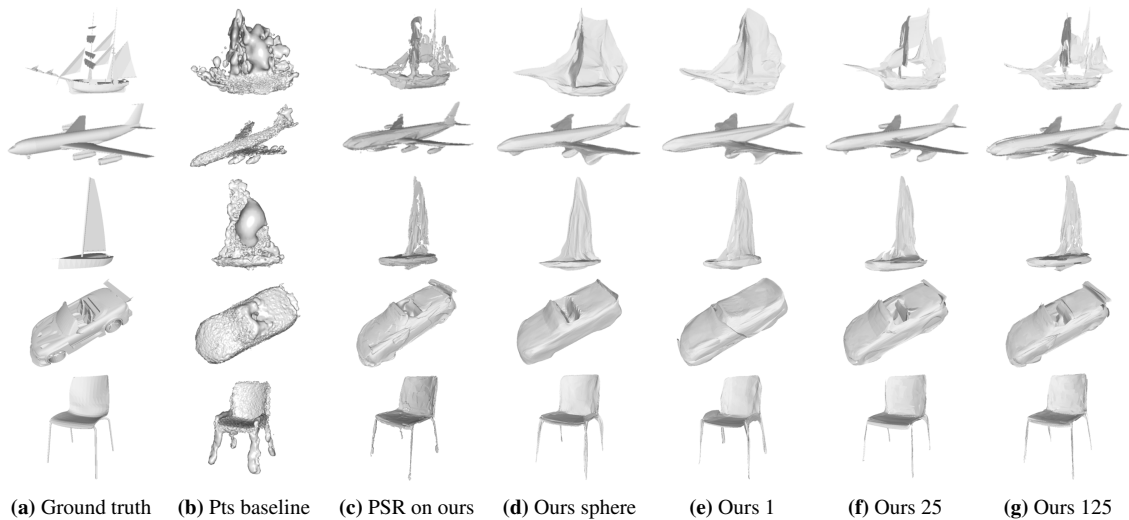 (a) Ground truth (b) Pts baseline (c) PSR on ours (d) Ours sphere (e) Ours 1 (f) Ours 25 (g) Ours 125